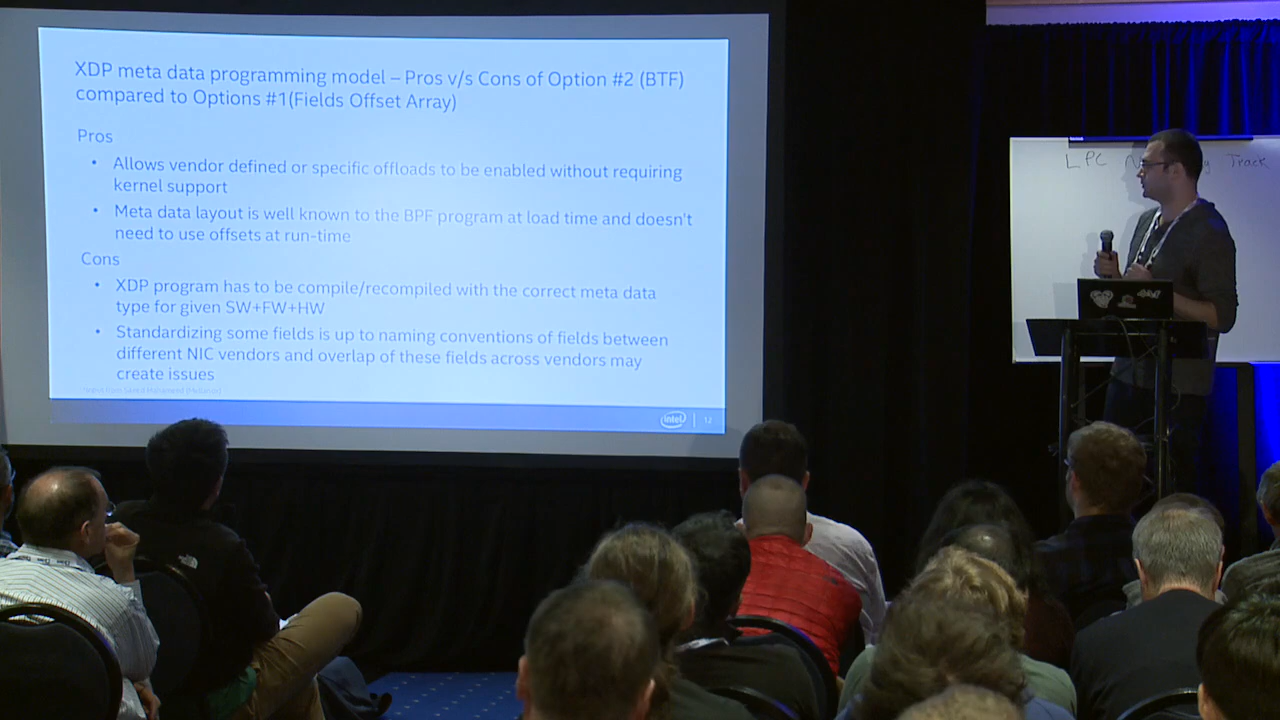 XDP meta data programming model – Pros v/s Cons of Option #2 (BTF)
compared to Options #1(Fields Offset Array)
Pros
• Allows vendor defined or specific offloads to be enabled without requiring
kernel support
• Meta data layout is well known to the BPF program at load time and doesn't
need to use offsets at run-time
Cons
• XDP program has to be compile/recompiled with the correct meta data
type for given SW+FW+HW
• Standardizing some fields is up to naming conventions of fields between
different NIC vendors and overlap of these fields across vendors may
create issues
intel
12
LPC Track